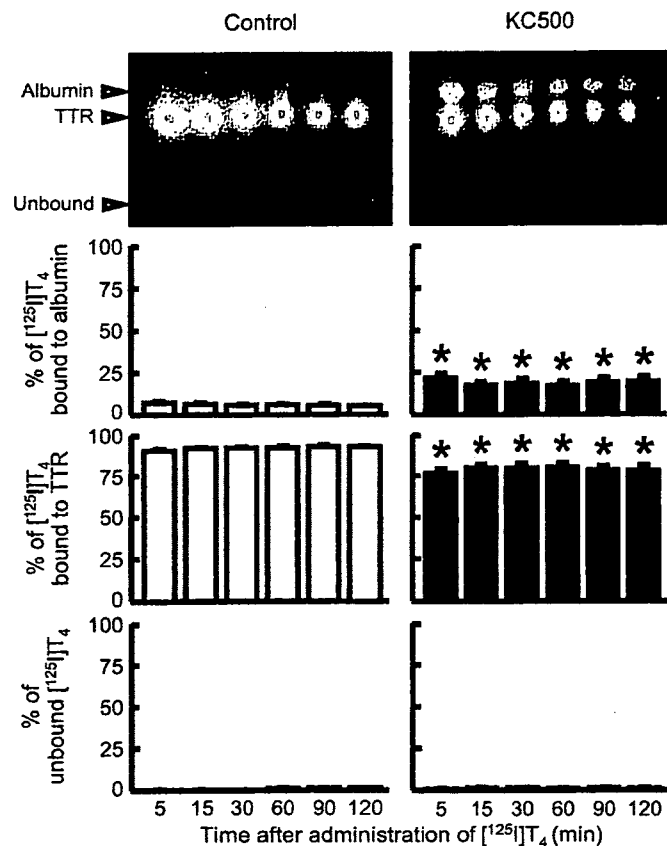 Control KC500
Albumin
TTR
Unbound
100
75
50
25
0
% of [¹²⁵I]T₄
bound to albumin
* * * * * *
100
75
50
25
0
% of [¹²⁵I]T₄
bound to TTR
* * * * * *
100
75
50
25
0
% of
unbound [¹²⁵I]T₄
5 15 30 60 90 120 5 15 30 60 90 120
Time after administration of [¹²⁵I]T₄ (min)